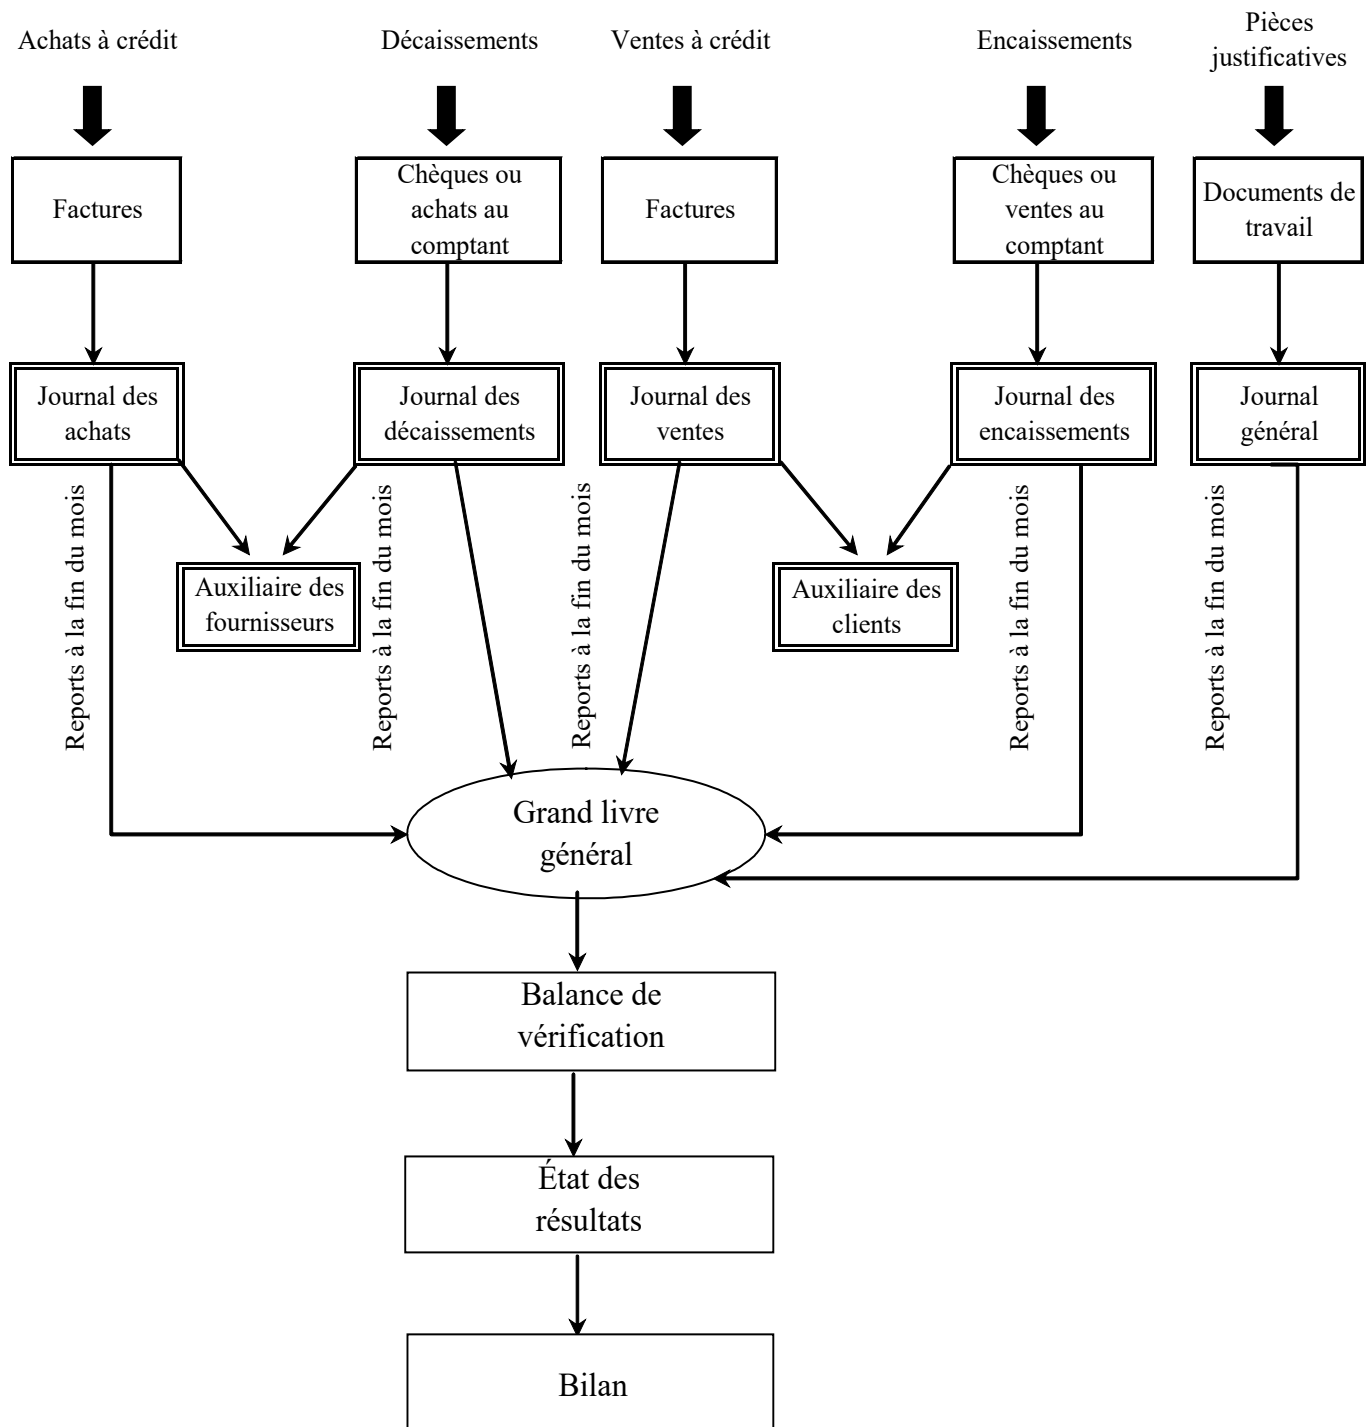 Achats à crédit
Décaissements
Ventes à crédit
Encaissements
Pièces
justificatives
Factures
Chèques ou
achats au
comptant
Factures
Chèques ou
ventes au
comptant
Documents de
travail
Journal des
achats
Journal des
décaissements
Journal des
ventes
Journal des
encaissements
Journal
général
Reports à la fin du mois
Auxiliaire des
fournisseurs
Reports à la fin du mois
Reports à la fin du mois
Auxiliaire des
clients
Reports à la fin du mois
Reports à la fin du mois
Grand livre
général
Balance de
vérification
État des
résultats
Bilan